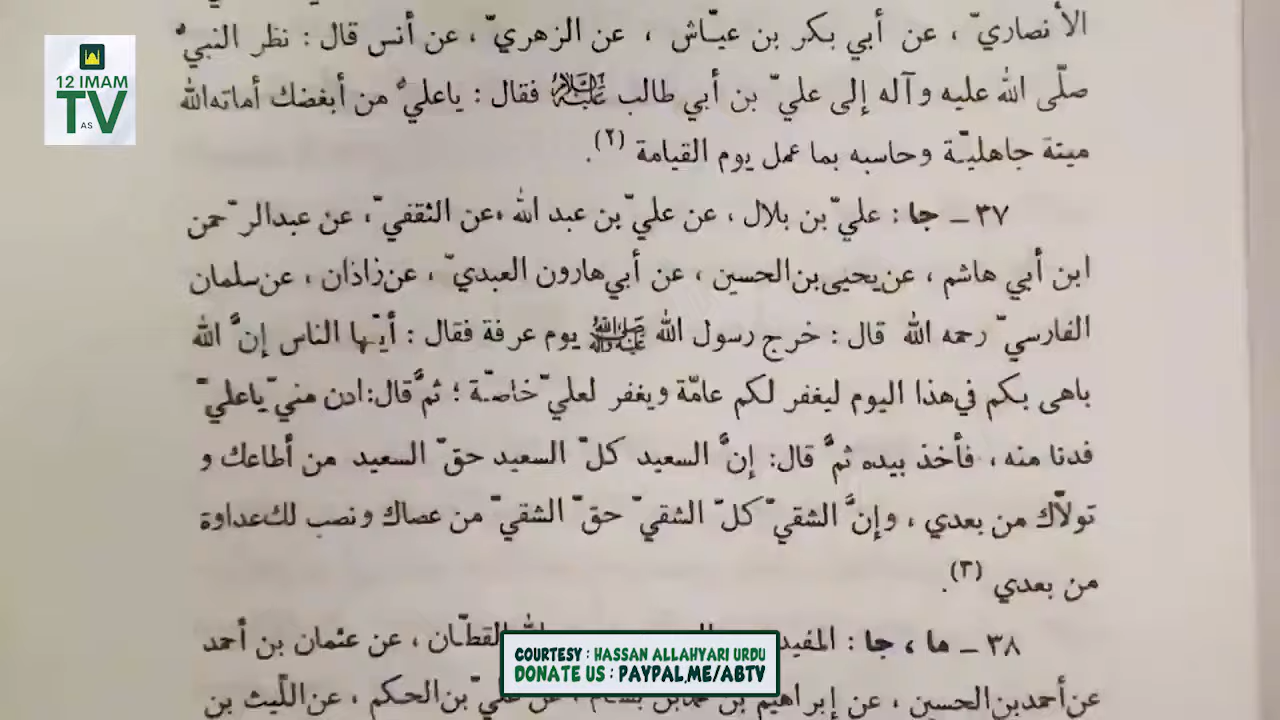 12 IMAM
TV
AS
الأنصاريّ ، عن أبي بكر بن عيّاش ، عن الزهريّ ، عن أنس قال : نظر النبيّ
صلّى الله عليه وآله إلى عليّ بن أبي طالب عليه السلام فقال : ياعليّ من أبغضك أماته الله
ميتة جاهليّة وحاسبه بما عمل يوم القيامة (٢).
٣٧ ـ جا : عليّ بن بلال ، عن عليّ بن عبد الله ، عن الثقفيّ ، عن عبدالرّحمن
ابن أبي هاشم ، عن يحيى بن الحسين ، عن أبي هارون العبديّ ، عن زاذان ، عن سلمان
الفارسيّ رحمه الله قال : خرج رسول الله ﷺ يوم عرفة فقال : أيّها الناس إنَّ الله
باهى بكم في هذا اليوم ليغفر لكم عامّة ويغفر لعليّ خاصّة ؛ ثمَّ قال: ادن منّي ياعليّ
فدنا منه ، فأخذ بيده ثمَّ قال: إنَّ السعيد كلّ السعيد حقّ السعيد من أطاعك و
تولّاك من بعدي ، وإنَّ الشقيّ كلّ الشقيّ حقّ الشقيّ من عصاك ونصب لك عداوة
من بعدي (٣).
٣٨ ـ ما ، جا : المفيد القطّان ، عن عثمان بن أحمد
عن أحمد بن الحسين ، عن إبراهيم بن بن الحكم ، عن اللّيث بن
COURTESY : HASSAN ALLAHYARI URDU
DONATE US : PAYPAL.ME/ABTV